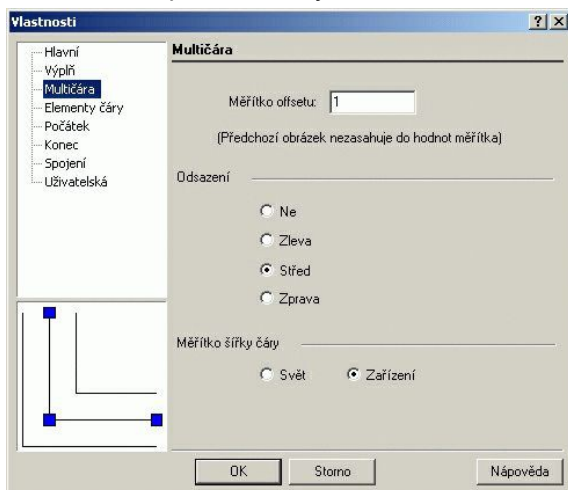 Vlastnosti
Hlavní
Výplň
Multičára
Elementy čáry
Počátek
Konec
Spojení
Uživatelská
Multičára
Měřítko offsetu: 1
(Předchozí obrázek nezasahuje do hodnot měřítka)
Odsazení
Ne
Zleva
Střed
Zprava
Měřítko šířky čáry
Svět Zařízení
OK Storno Nápověda